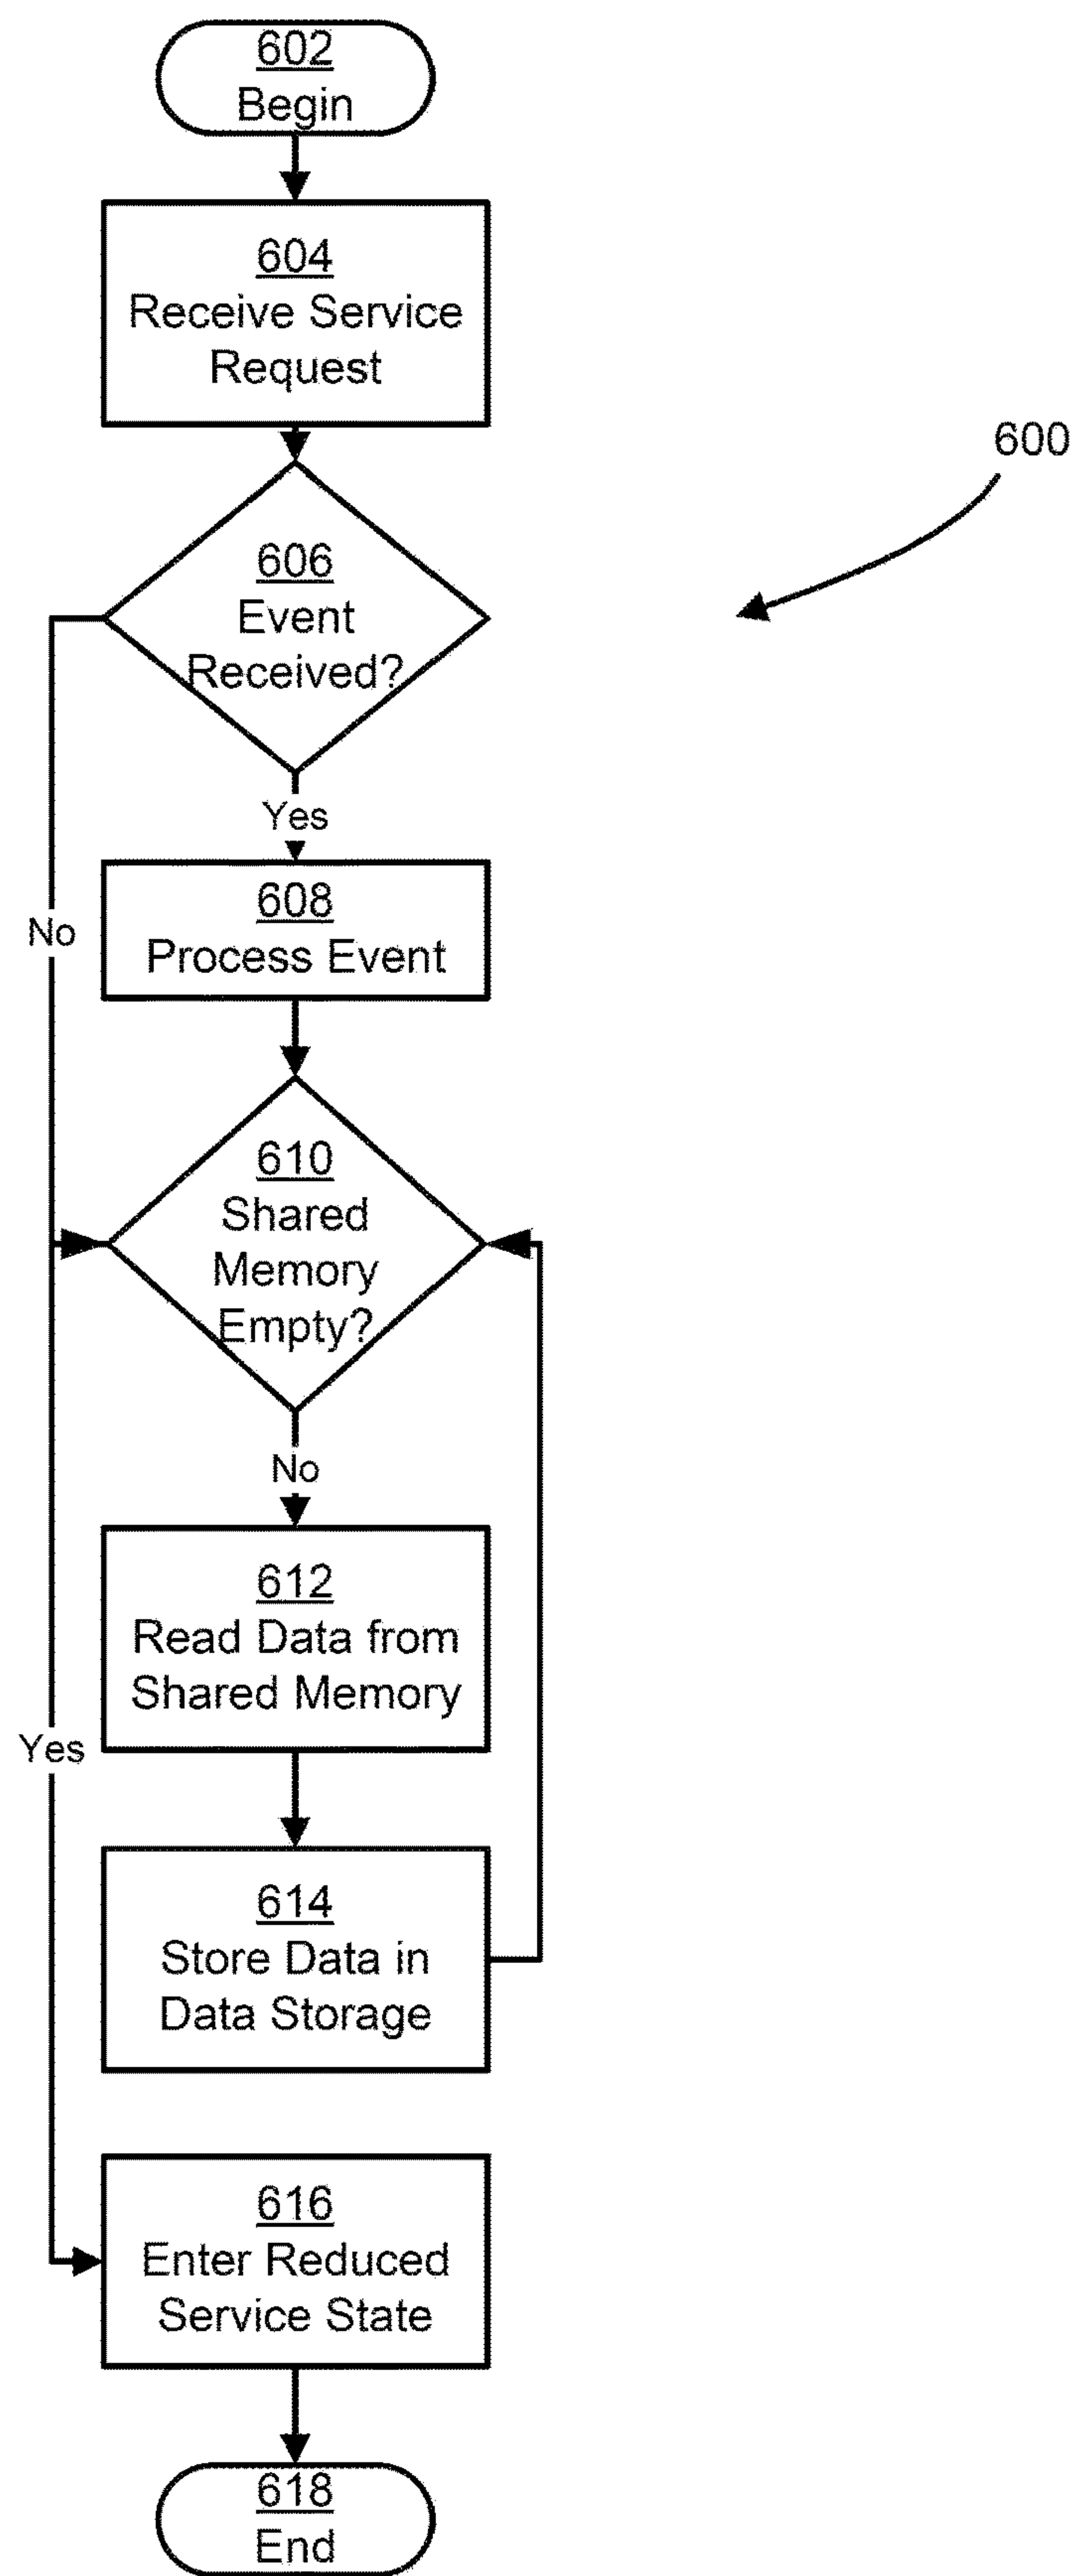 602
Begin
604
Receive Service
Request
600
606
Event
Received?
Yes
608
Process Event
No
610
Shared
Memory
Empty?
No
612
Read Data from
Shared Memory
Yes
614
Store Data in
Data Storage
616
Enter Reduced
Service State
618
End